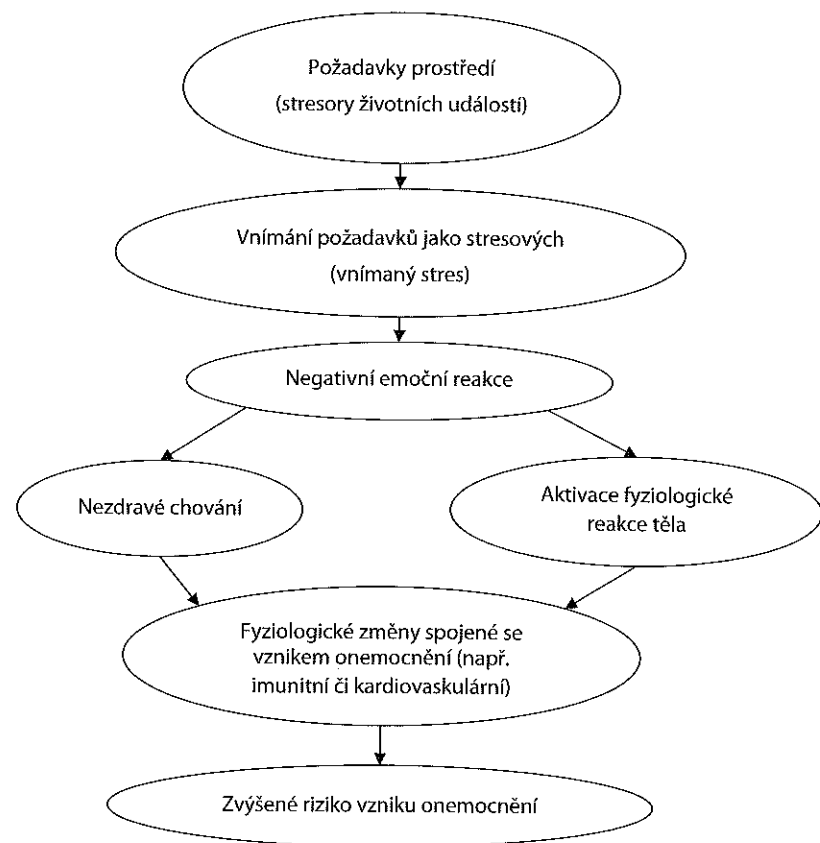 Požadavky prostředí
(stresory životních událostí)
Vnímání požadavků jako stresových
(vnímaný stres)
Negativní emoční reakce
Nezdravé chování
Aktivace fyziologické
reakce těla
Fyziologické změny spojené se
vznikem onemocnění (např.
imunitní či kardiovaskulární)
Zvýšené riziko vzniku onemocnění